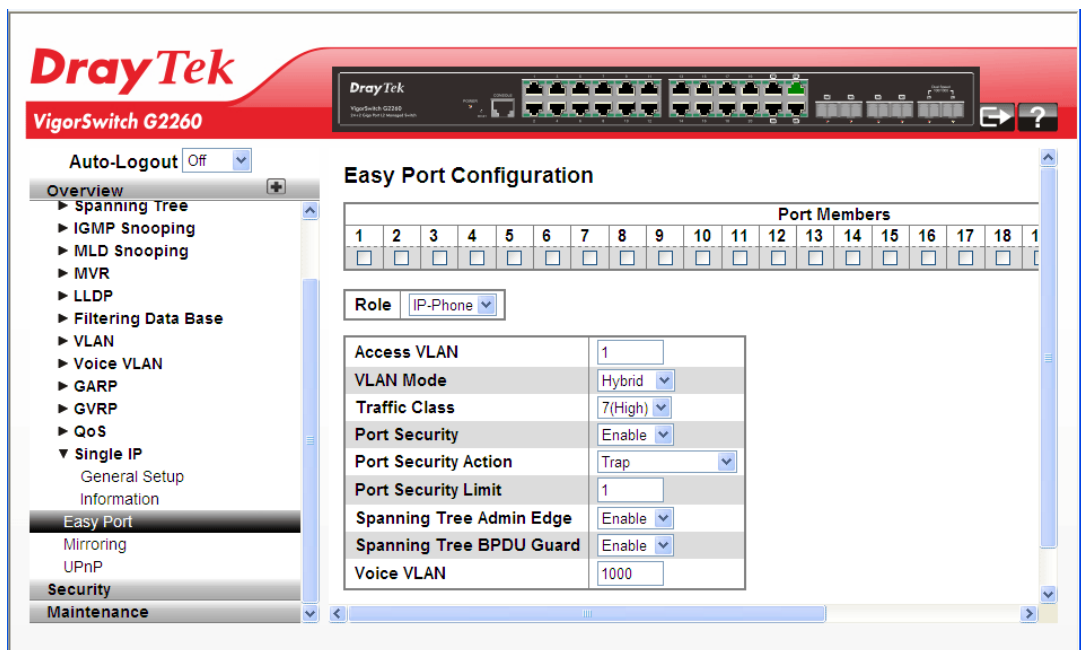 DrayTek
VigorSwitch G2260
DrayTek
VigorSwitch G2260
POWER
CONSOLE
?
Auto-Logout Off
Overview
Spanning Tree
IGMP Snooping
MLD Snooping
MVR
LLDP
Filtering Data Base
VLAN
Voice VLAN
GARP
GVRP
QoS
Single IP
General Setup
Information
Easy Port
Mirroring
UPnP
Security
Maintenance
Easy Port Configuration
Port Members
1 2 3 4 5 6 7 8 9 10 11 12 13 14 15 16 17 18 1
Role IP-Phone
Access VLAN 1
VLAN Mode Hybrid
Traffic Class 7(High)
Port Security Enable
Port Security Action Trap
Port Security Limit 1
Spanning Tree Admin Edge Enable
Spanning Tree BPDU Guard Enable
Voice VLAN 1000